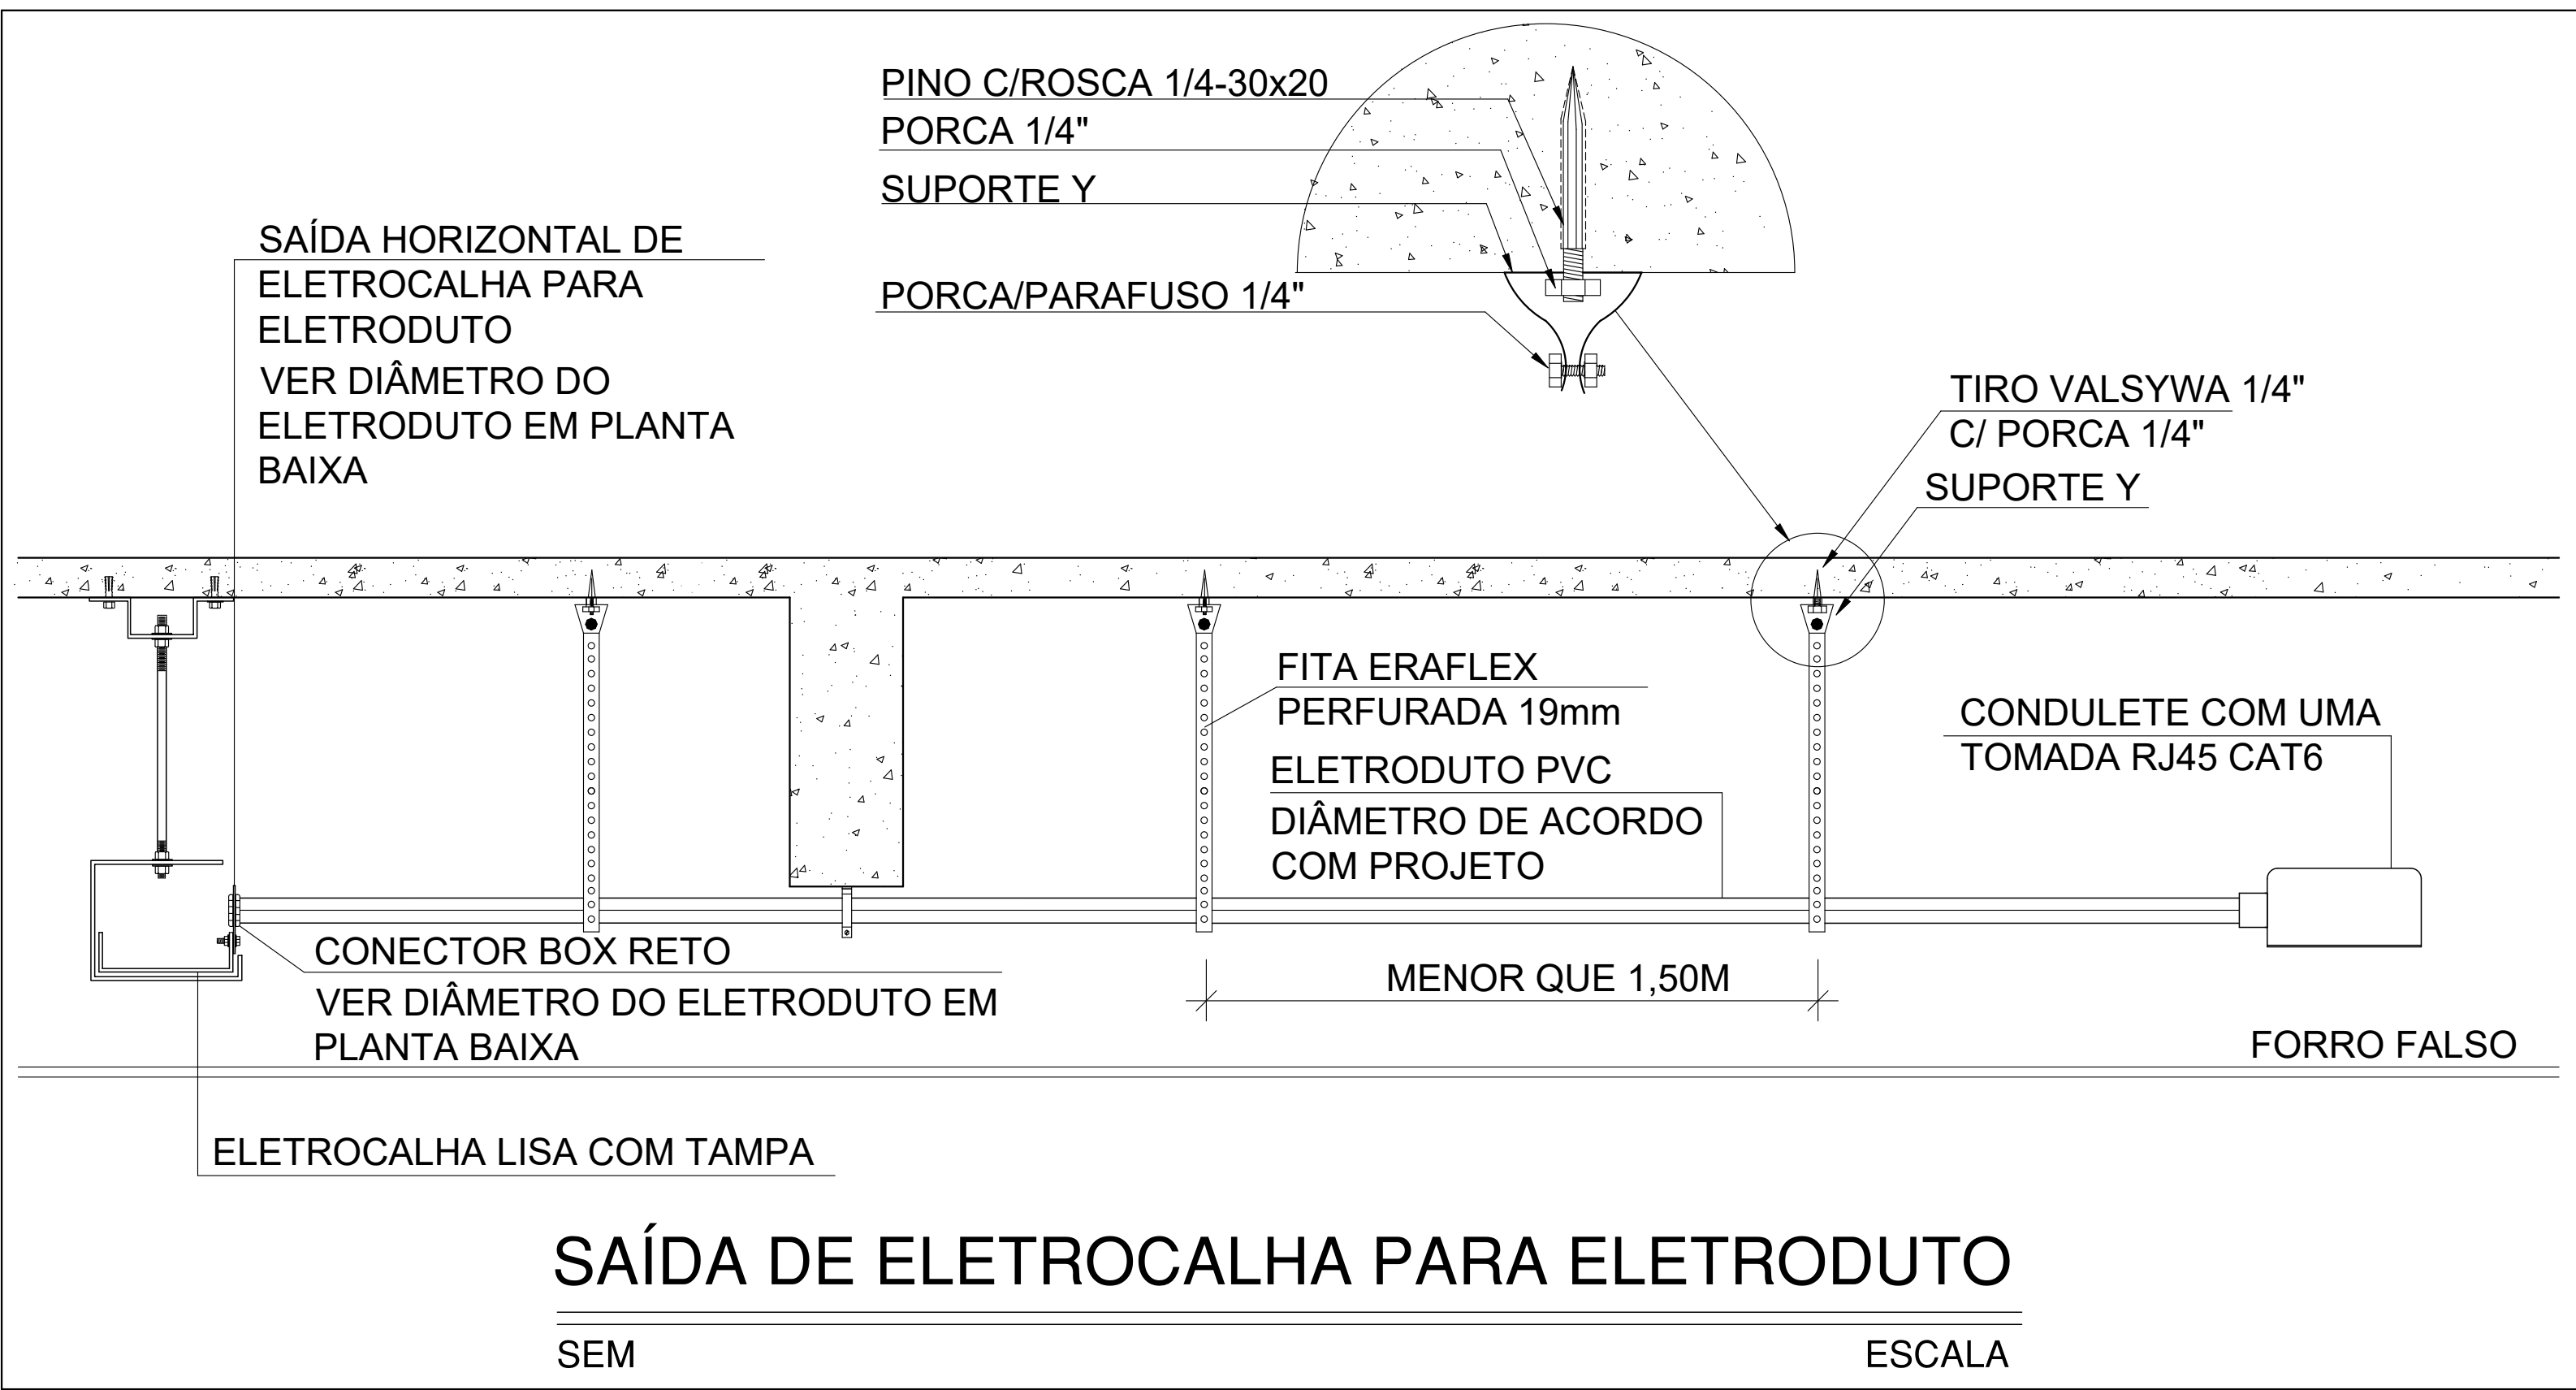 PINO C/ROSCA 1/4-30x20
PORCA 1/4"
SUPORTE Y
PORCA/PARAFUSO 1/4"
SAÍDA HORIZONTAL DE
ELETROCALHA PARA
ELETRODUTO
VER DIÂMETRO DO
ELETRODUTO EM PLANTA
BAIXA
TIRO VALSYWA 1/4"
C/ PORCA 1/4"
SUPORTE Y
FITA ERAFLEX
PERFURADA 19mm
ELETRODUTO PVC
DIÂMETRO DE ACORDO
COM PROJETO
CONDULETE COM UMA
TOMADA RJ45 CAT6
CONECTOR BOX RETO
VER DIÂMETRO DO ELETRODUTO EM
PLANTA BAIXA
MENOR QUE 1,50M
FORRO FALSO
ELETROCALHA LISA COM TAMPA
SAÍDA DE ELETROCALHA PARA ELETRODUTO
SEM ESCALA